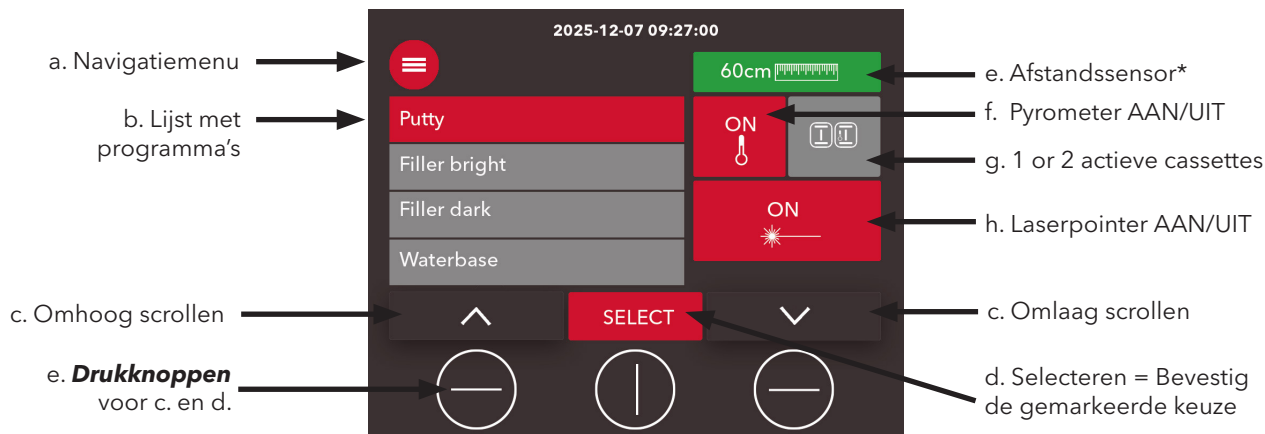 2025-12-07 09:27:00
a. Navigatiemenu
60cm
e. Afstandssensor*
b. Lijst met
programma's
Putty
Filler bright
Filler dark
Waterbase
ON
f. Pyrometer AAN/UIT
g. 1 or 2 actieve cassettes
ON
h. Laserpointer AAN/UIT
c. Omhoog scrollen
SELECT
c. Omlaag scrollen
e. Drukknoppen
voor c. en d.
d. Selecteren = Bevestig
de gemarkeerde keuze